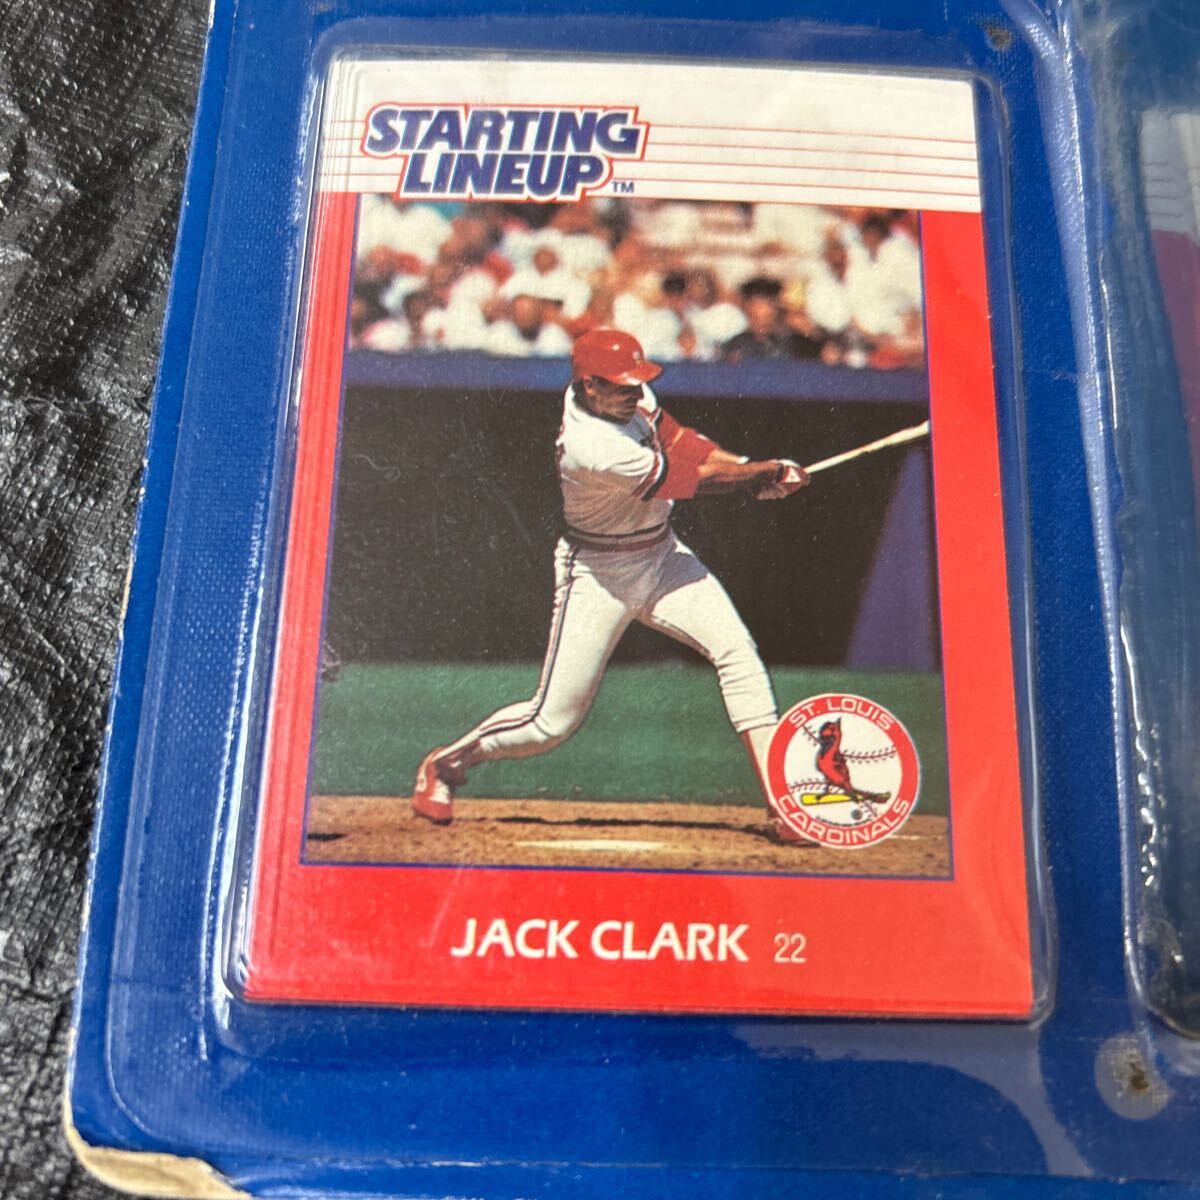 STARTING
LINEUP™
ST. LOUIS
CARDINALS
JACK CLARK 22